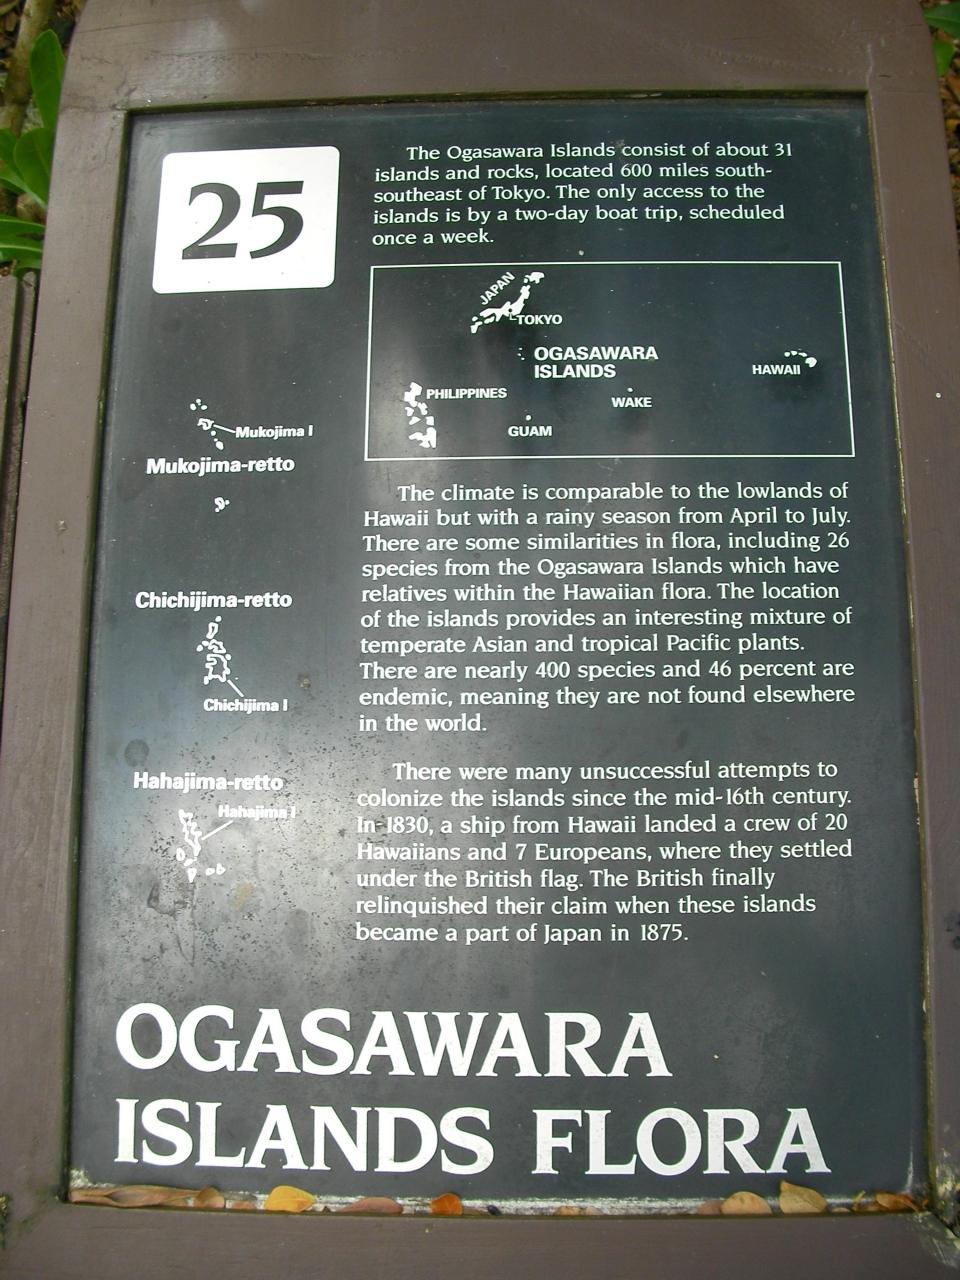 25
The Ogasawara Islands consist of about 31
islands and rocks, located 600 miles south-
southeast of Tokyo. The only access to the
islands is by a two-day boat trip, scheduled
once a week.
JAPAN
TOKYO
OGASAWARA
ISLANDS
HAWAII
PHILIPPINES
WAKE
GUAM
Mukojima I
Mukojima-retto
Chichijima-retto
Chichijima I
Hahajima-retto
Hahajima I
The climate is comparable to the lowlands of
Hawaii but with a rainy season from April to July.
There are some similarities in flora, including 26
species from the Ogasawara Islands which have
relatives within the Hawaiian flora. The location
of the islands provides an interesting mixture of
temperate Asian and tropical Pacific plants.
There are nearly 400 species and 46 percent are
endemic, meaning they are not found elsewhere
in the world.
There were many unsuccessful attempts to
colonize the islands since the mid-16th century.
In 1830, a ship from Hawaii landed a crew of 20
Hawaiians and 7 Europeans, where they settled
under the British flag. The British finally
relinquished their claim when these islands
became a part of Japan in 1875.
OGASAWARA
ISLANDS FLORA